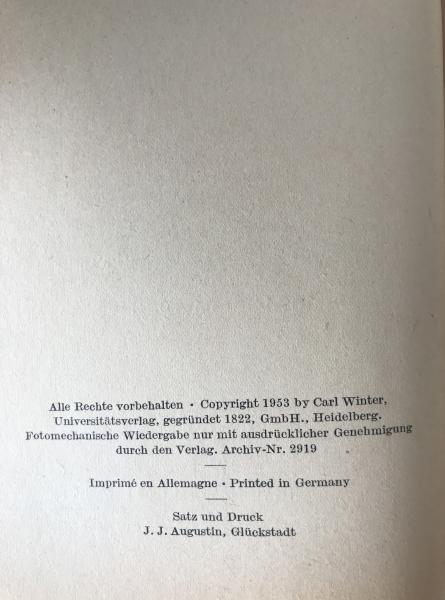 Alle Rechte vorbehalten · Copyright 1953 by Carl Winter,
Universitätsverlag, gegründet 1822, GmbH., Heidelberg.
Fotomechanische Wiedergabe nur mit ausdrücklicher Genehmigung
durch den Verlag. Archiv-Nr. 2919
Imprimé en Allemagne · Printed in Germany
Satz und Druck
J. J. Augustin, Glückstadt